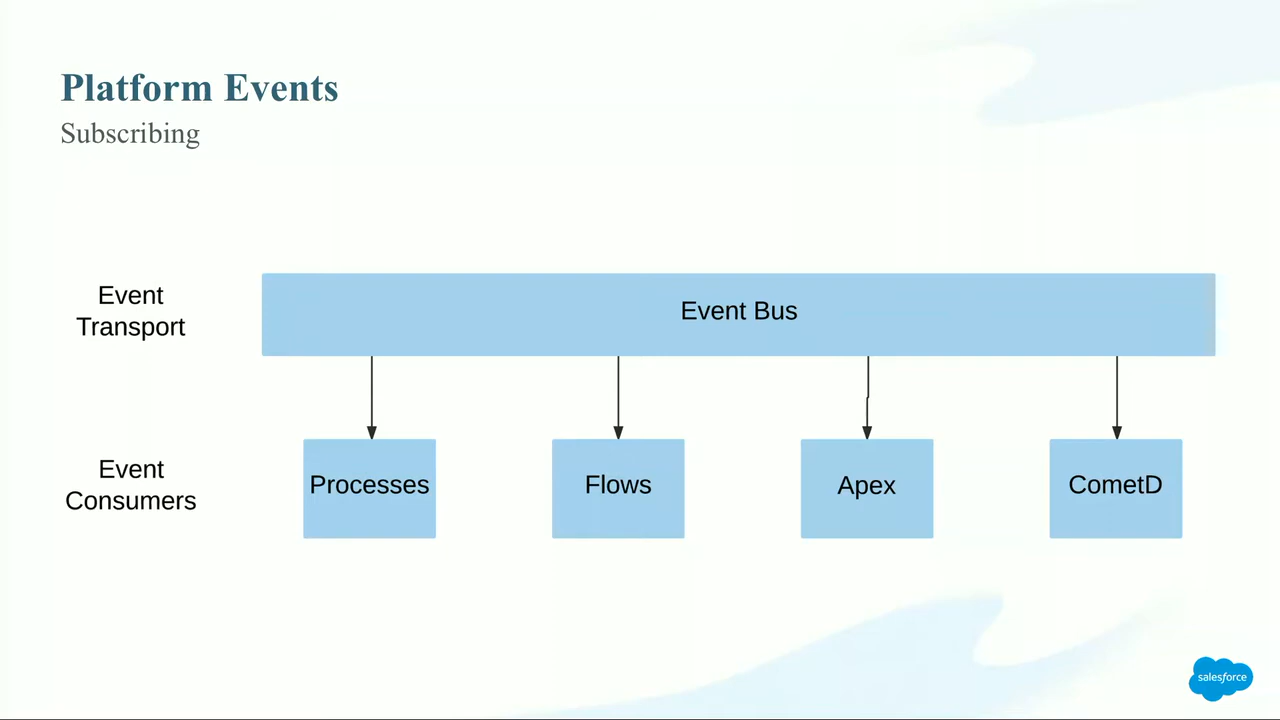 Platform Events
Subscribing
Event
Transport
Event Bus
Event
Consumers
Processes
Flows
Apex
CometD
salesforce